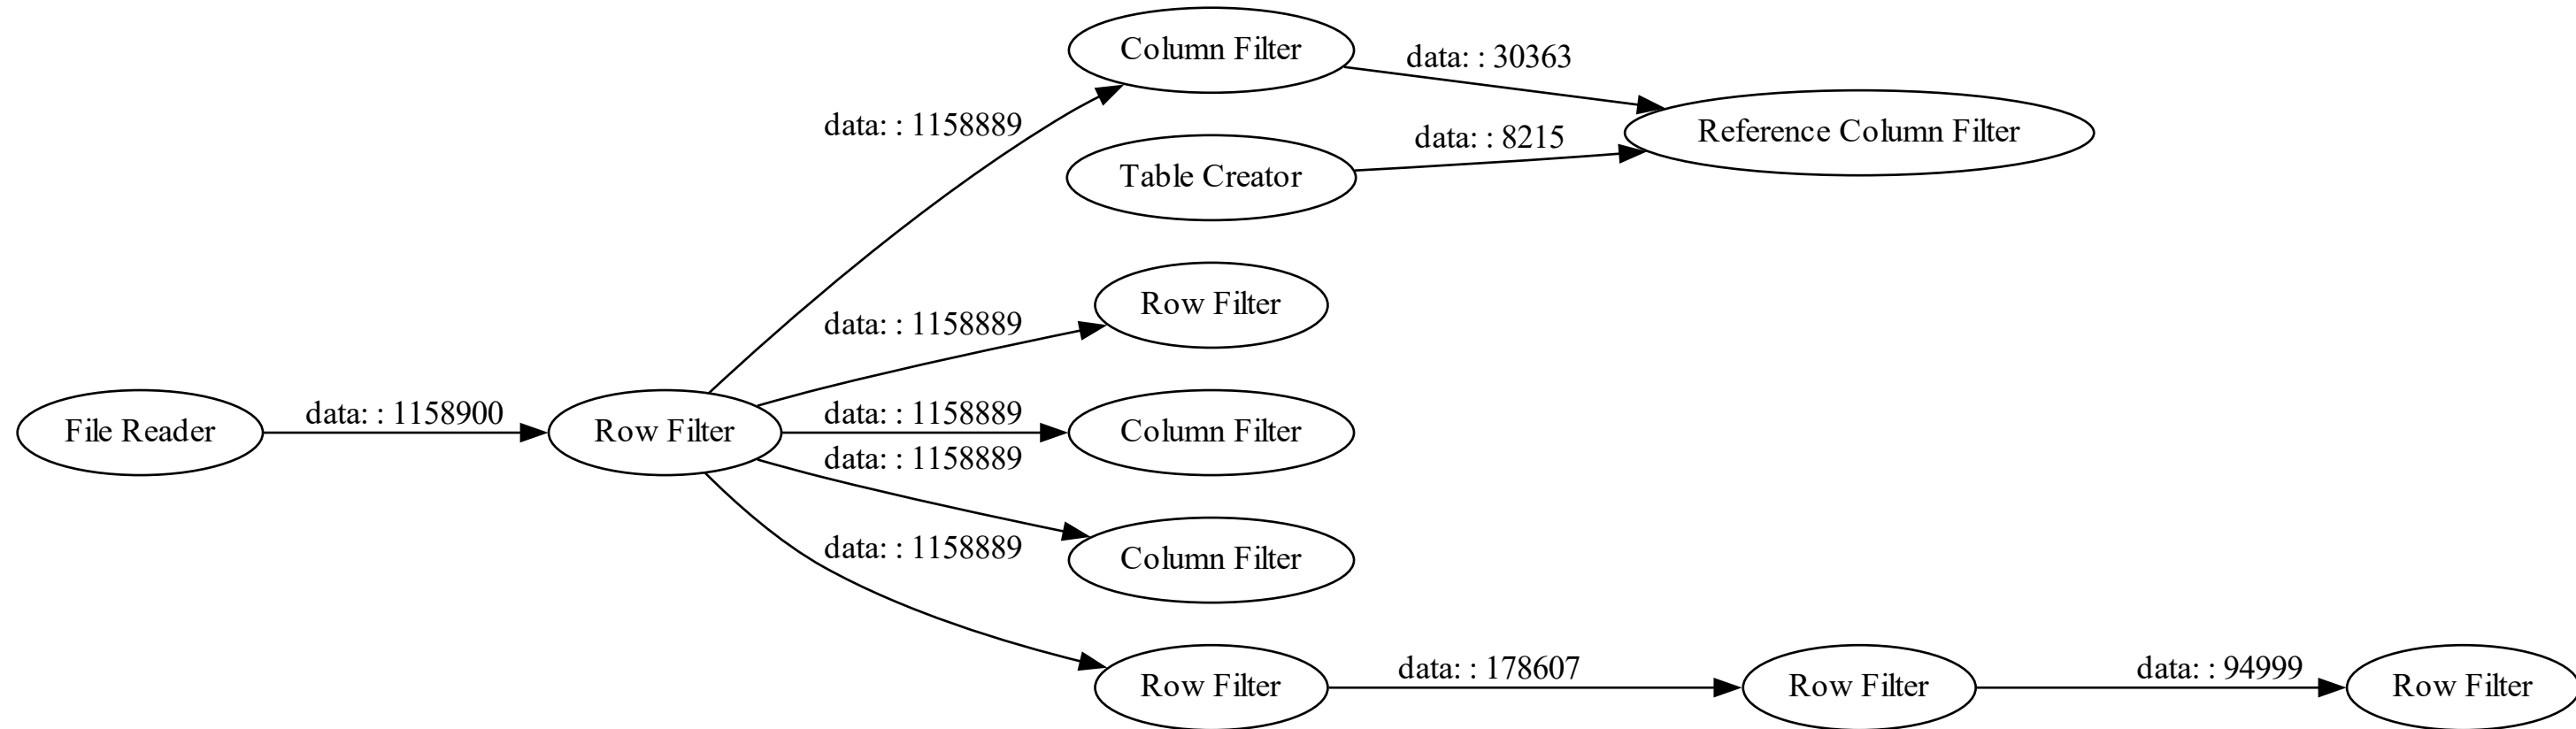 Column Filter
data: : 30363
data: : 1158889
Reference Column Filter
data: : 8215
Table Creator
Row Filter
data: : 1158889
File Reader
data: : 1158900
Row Filter
data: : 1158889
Column Filter
data: : 1158889
Column Filter
data: : 1158889
Row Filter
data: : 178607
Row Filter
data: : 94999
Row Filter